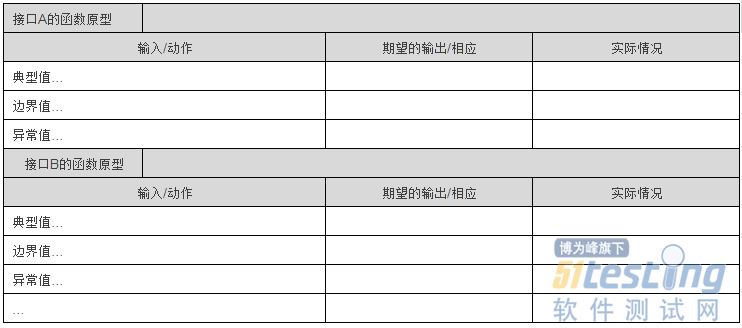 接口A的函数原型
输入/动作 期望的输出/相应 实际情况
典型值…
边界值…
异常值…
接口B的函数原型
输入/动作 期望的输出/相应 实际情况
典型值…
边界值…
异常值…
…
博为峰旗下
51testing
软件测试网